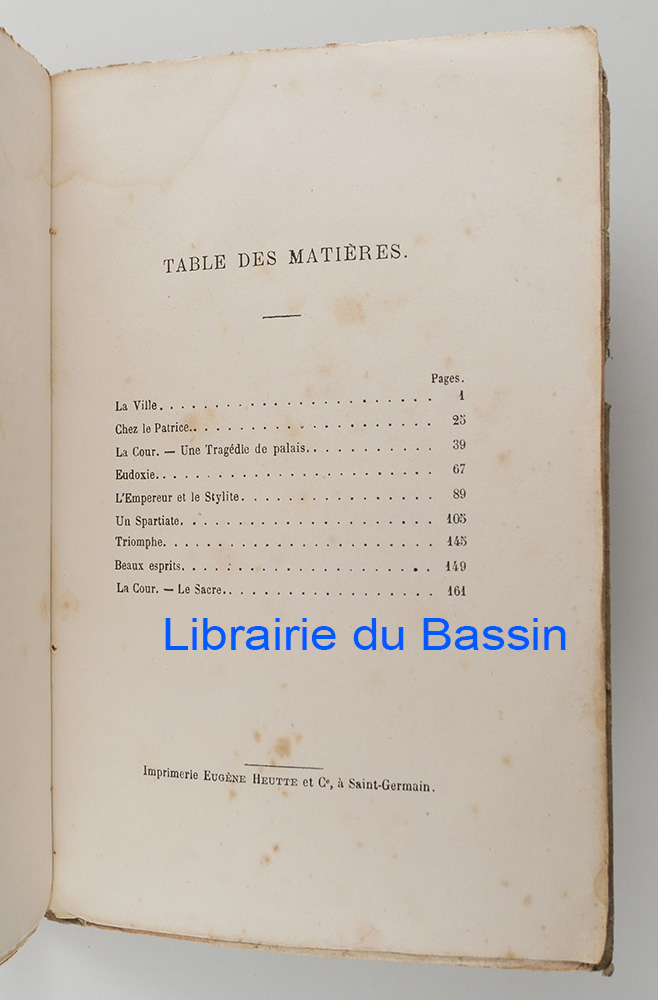 TABLE DES MATIÈRES.
Pages.
La Ville. . . . . . . . . . . . . . . . . . . . . . 1
Chez le Patrice. . . . . . . . . . . . . . . . . . . 25
La Cour. — Une Tragédie de palais. . . . . . . . . . 39
Eudoxie. . . . . . . . . . . . . . . . . . . . . . 67
L'Empereur et le Stylite. . . . . . . . . . . . . . . 89
Un Spartiate. . . . . . . . . . . . . . . . . . . . 105
Triomphe. . . . . . . . . . . . . . . . . . . . . 145
Beaux esprits. . . . . . . . . . . . . . . . . . . . 149
La Cour. — Le Sacre. . . . . . . . . . . . . . . . . 161
Librairie du Bassin
Imprimerie EUGÈNE HEUTTE et Ce, à Saint-Germain.